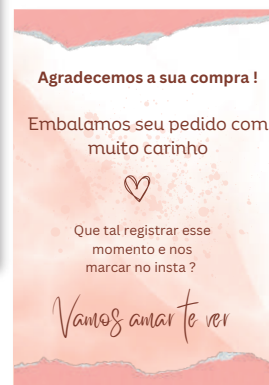 Agradecemos a sua compra !
Embalamos seu pedido com
muito carinho
Que tal registrar esse
momento e nos
marcar no insta ?
Vamos amar te ver